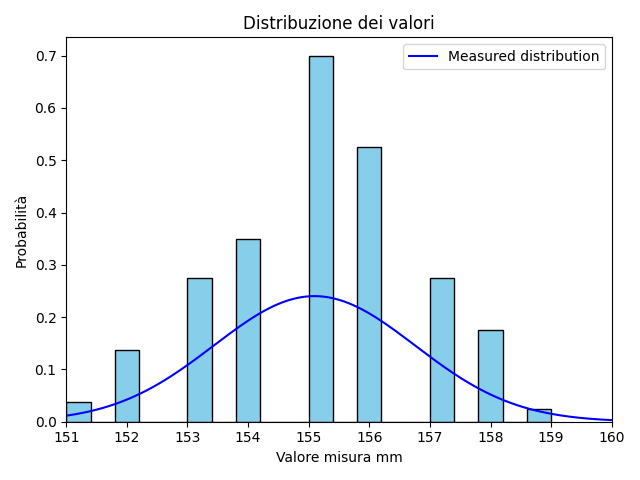 Distribuzione dei valori
Measured distribution
0.7
0.6
0.5
0.4
0.3
0.2
0.1
0.0
Probabilità
151 152 153 154 155 156 157 158 159 160
Valore misura mm